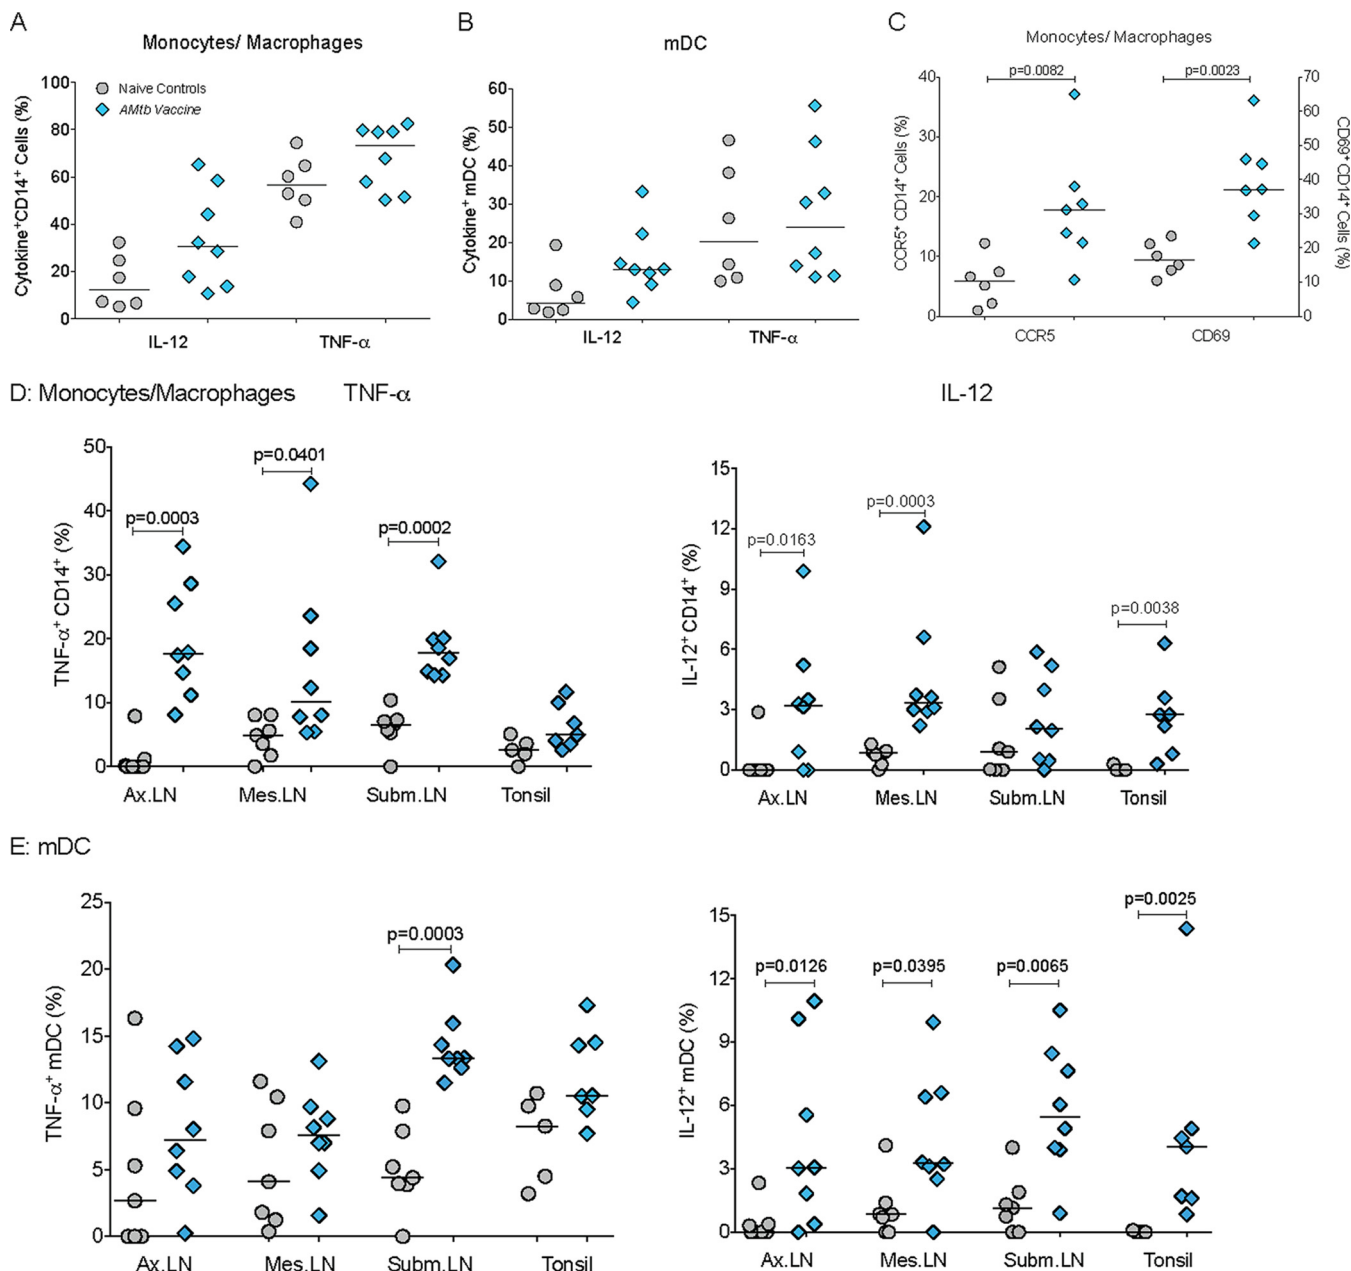 A
B
C
Monocytes/ Macrophages
mDC
Monocytes/ Macrophages
Naive Controls
AMtb Vaccine
Cytokine⁺CD14⁺ Cells (%)
100
80
60
40
20
0
IL-12
TNF-α
Cytokine⁺ mDC (%)
60
50
40
30
20
10
0
IL-12
TNF-α
p=0.0082
p=0.0023
CCR5⁺ CD14⁺ Cells (%)
40
30
20
10
0
70
60
50
40
30
20
10
0
CD69⁺ CD14⁺ Cells (%)
CCR5
CD69
D: Monocytes/Macrophages
TNF-α
IL-12
TNF-α⁺ CD14⁺ (%)
50
40
30
20
10
0
p=0.0003
p=0.0401
p=0.0002
Ax.LN
Mes.LN
Subm.LN
Tonsil
IL-12⁺ CD14⁺ (%)
15
12
9
6
3
0
p=0.0163
p=0.0003
p=0.0038
Ax.LN
Mes.LN
Subm.LN
Tonsil
E: mDC
TNF-α⁺ mDC (%)
25
20
15
10
5
0
p=0.0003
Ax.LN
Mes.LN
Subm.LN
Tonsil
IL-12⁺ mDC (%)
15
12
9
6
3
0
p=0.0126
p=0.0395
p=0.0065
p=0.0025
Ax.LN
Mes.LN
Subm.LN
Tonsil